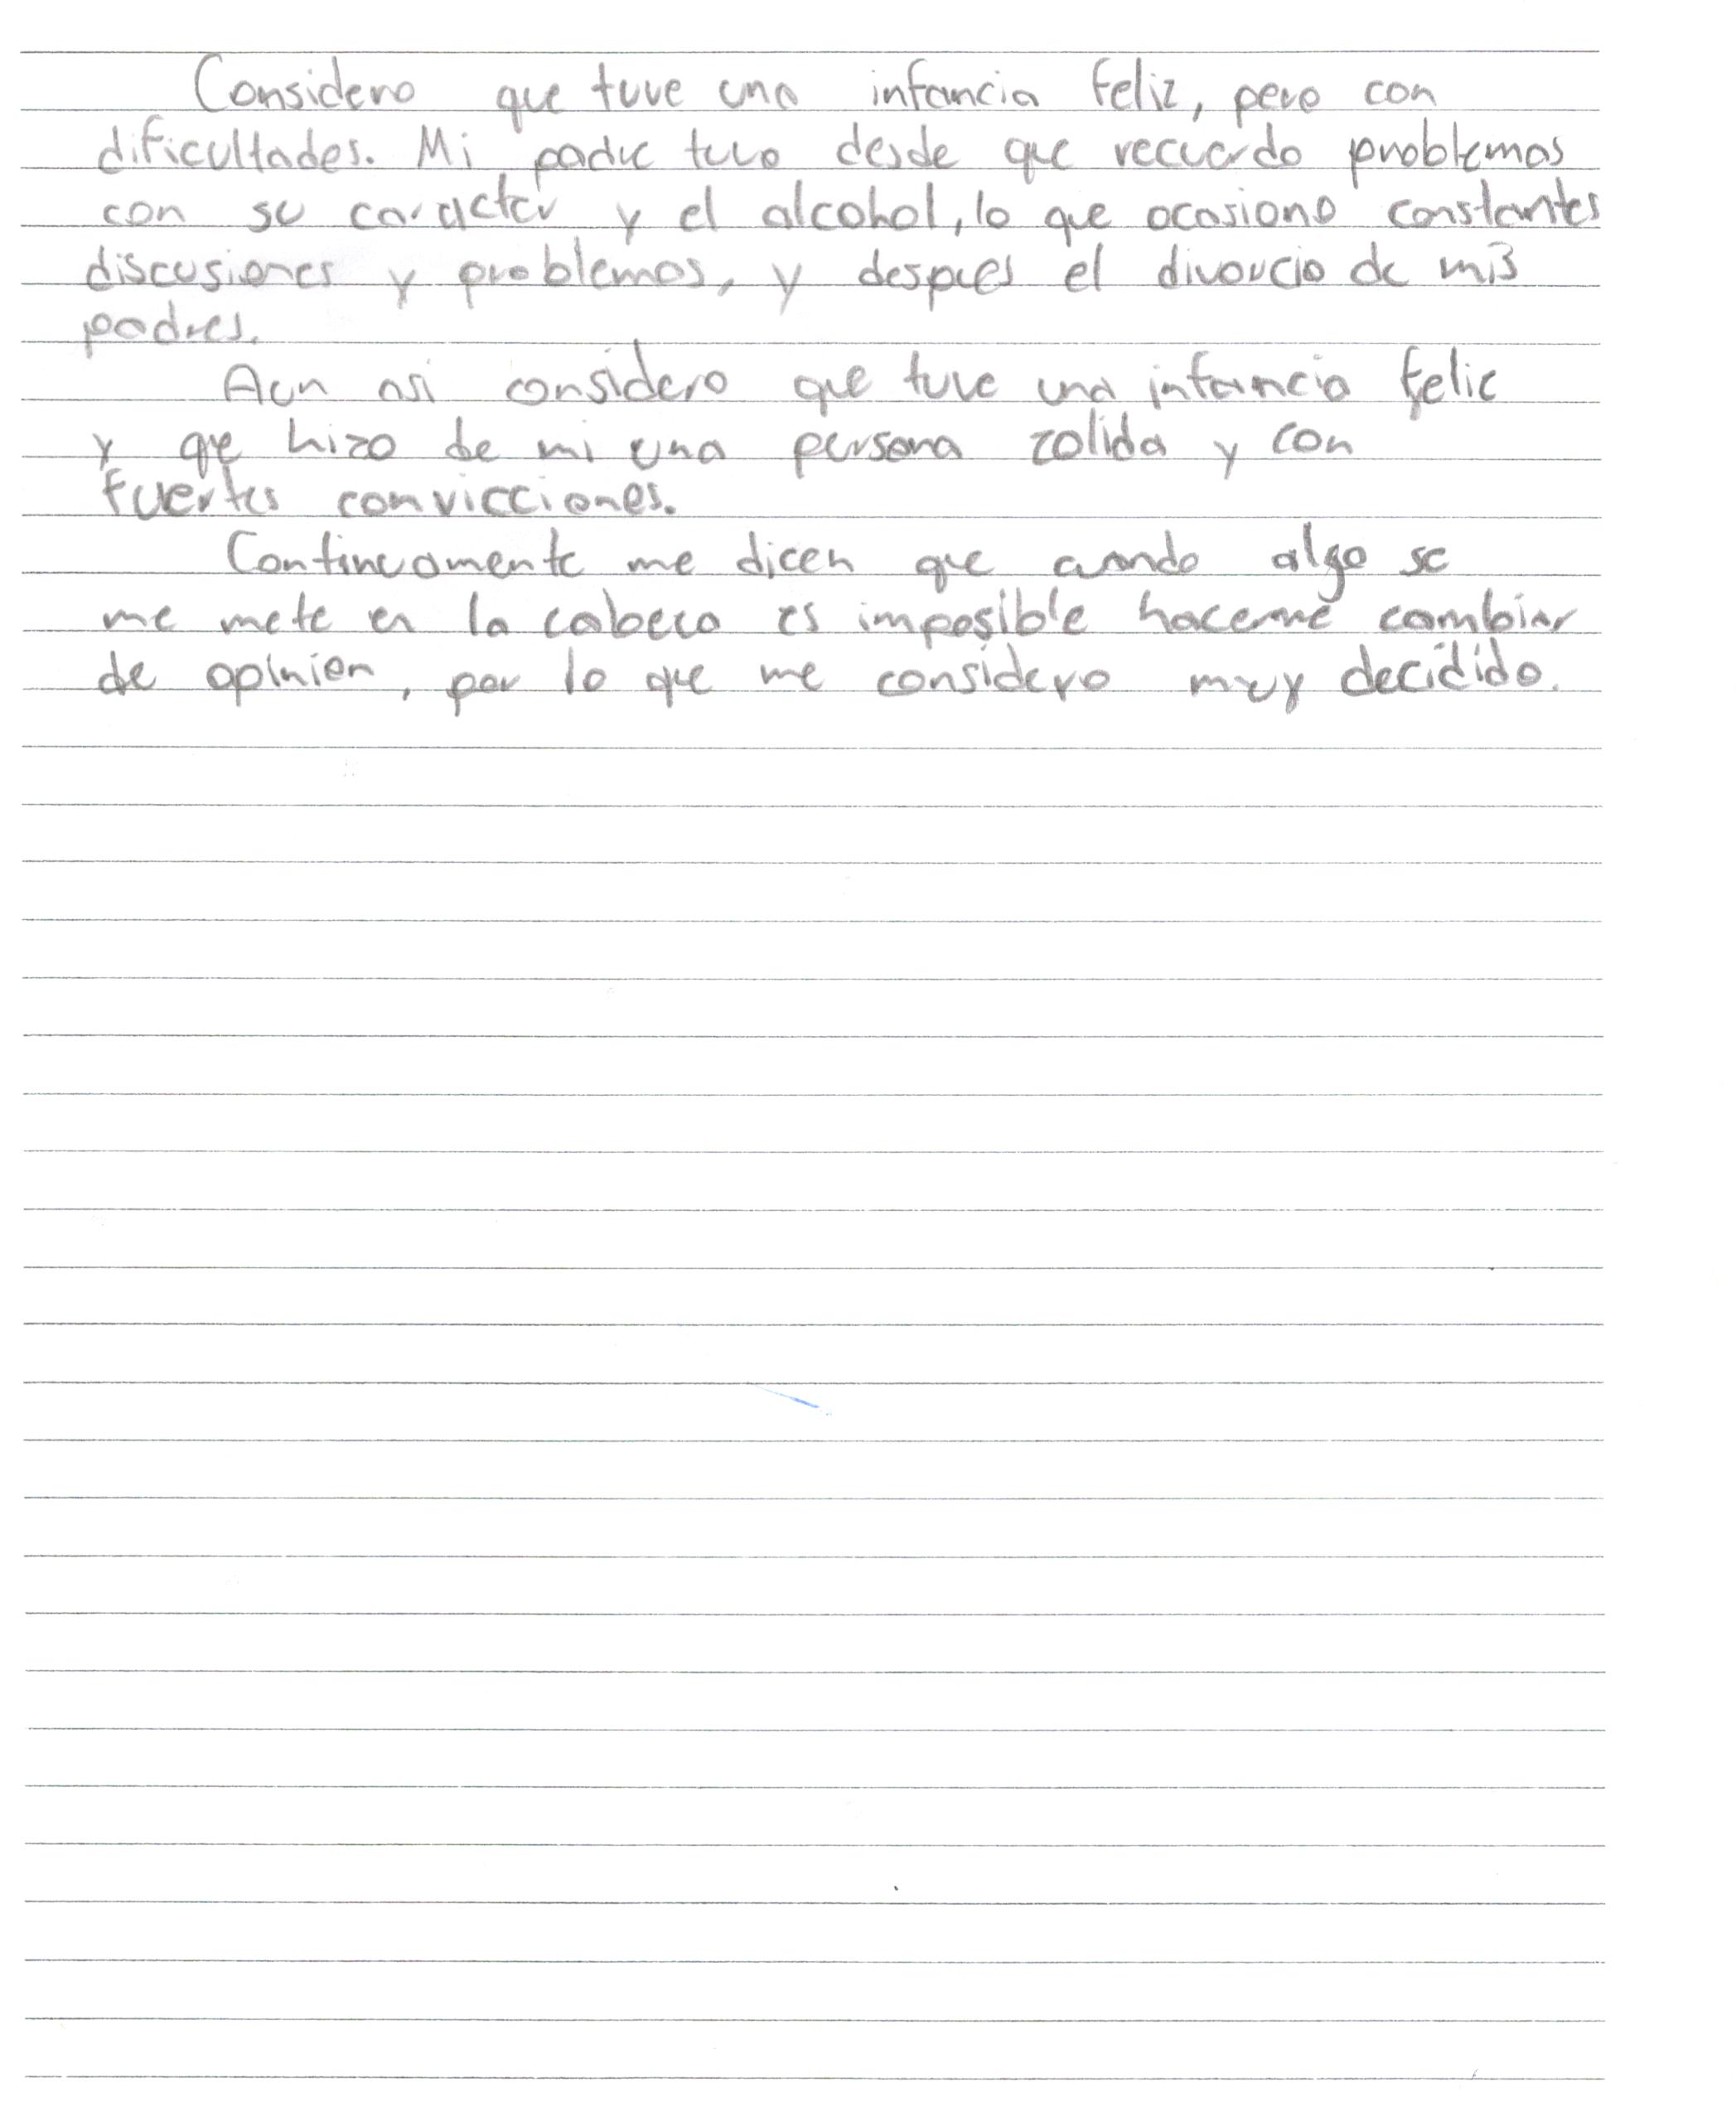 Considero que tuve una infancia feliz, pero con
dificultades. Mi padre tuvo desde que recuerdo problemas
con su caracter y el alcohol, lo que ocasiono constantes
discusiones y problemas, y despues el divorcio de mis
padres.
Aun asi considero que tuve una infancia felic
y que hizo de mi una persona zolida y con
fuertes convicciones.
Continuamente me dicen que cuando algo se
me mete en la cabeca es imposible hacerme cambiar
de opinion, por lo que me considero muy decidido.